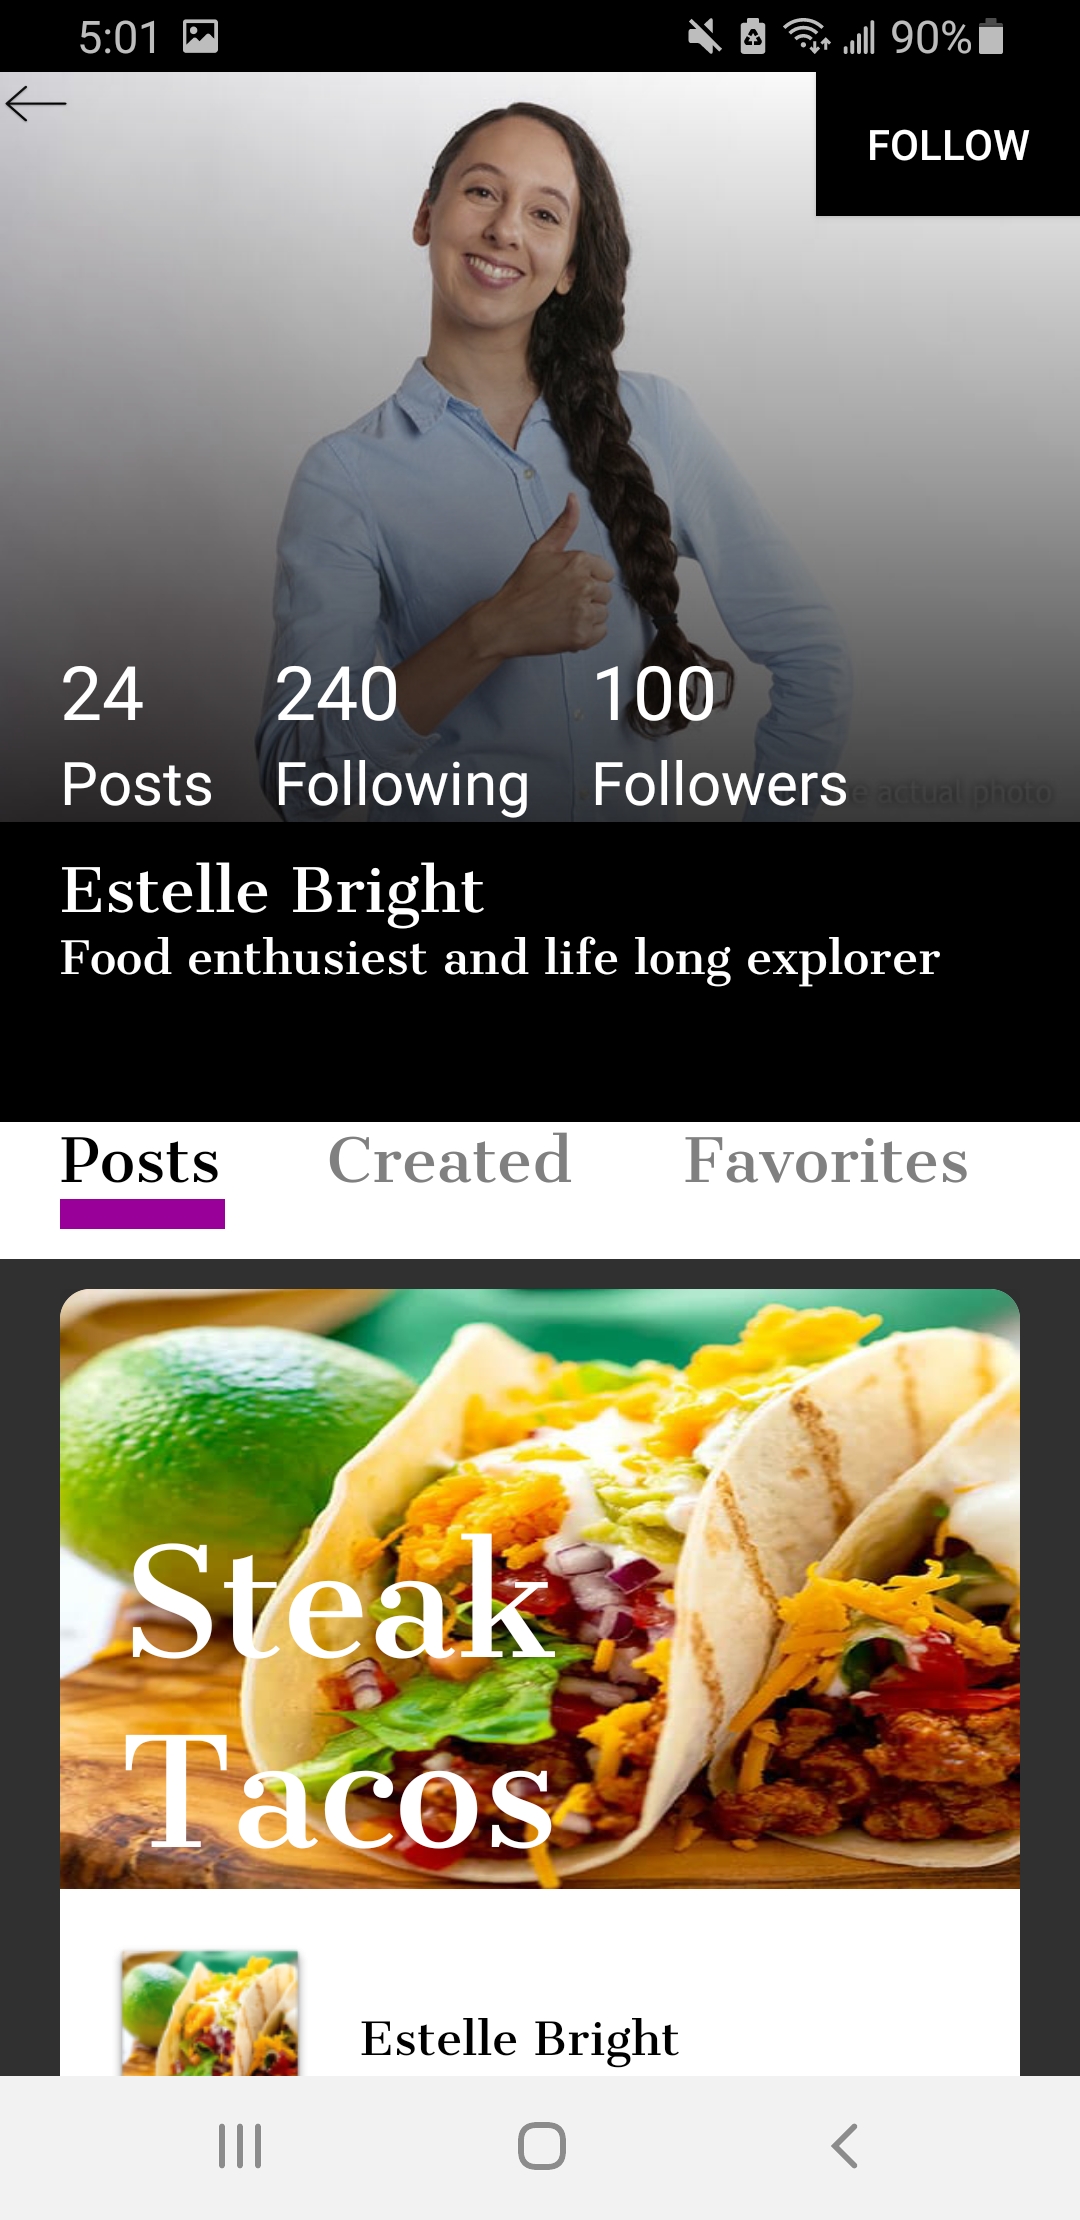 5:01 90%
FOLLOW
24 240 100
Posts Following Followers
actual photo
Estelle Bright
Food enthusiest and life long explorer
Posts Created Favorites
Steak
Tacos
Estelle Bright